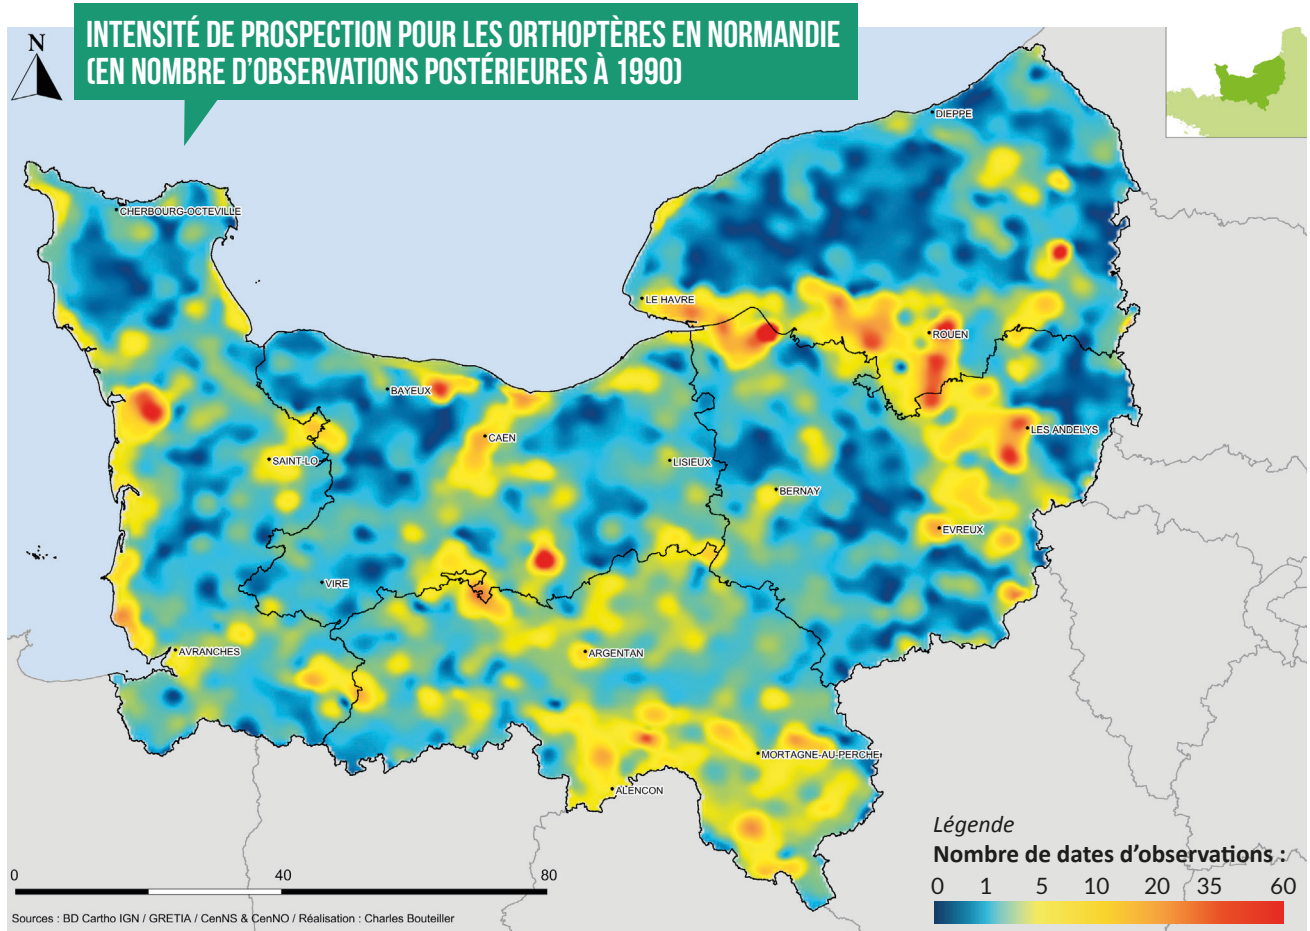 INTENSITÉ DE PROSPECTION POUR LES ORTHOPTÈRES EN NORMANDIE
(EN NOMBRE D'OBSERVATIONS POSTÉRIEURES À 1990)
N
DIEPPE
CHERBOURG-OCTEVILLE
LE HAVRE
ROUEN
BAYEUX
LES ANDELYS
CAEN
SAINT-LO
LISIEUX
BERNAY
EVREUX
VIRE
AVRANCHES
ARGENTAN
MORTAGNE-AU-PERCHE
ALENCON
Légende
Nombre de dates d'observations :
0 1 5 10 20 35 60
0 40 80
Sources : BD Cartho IGN / GRETIA / CenNS & CenNO / Réalisation : Charles Bouteiller